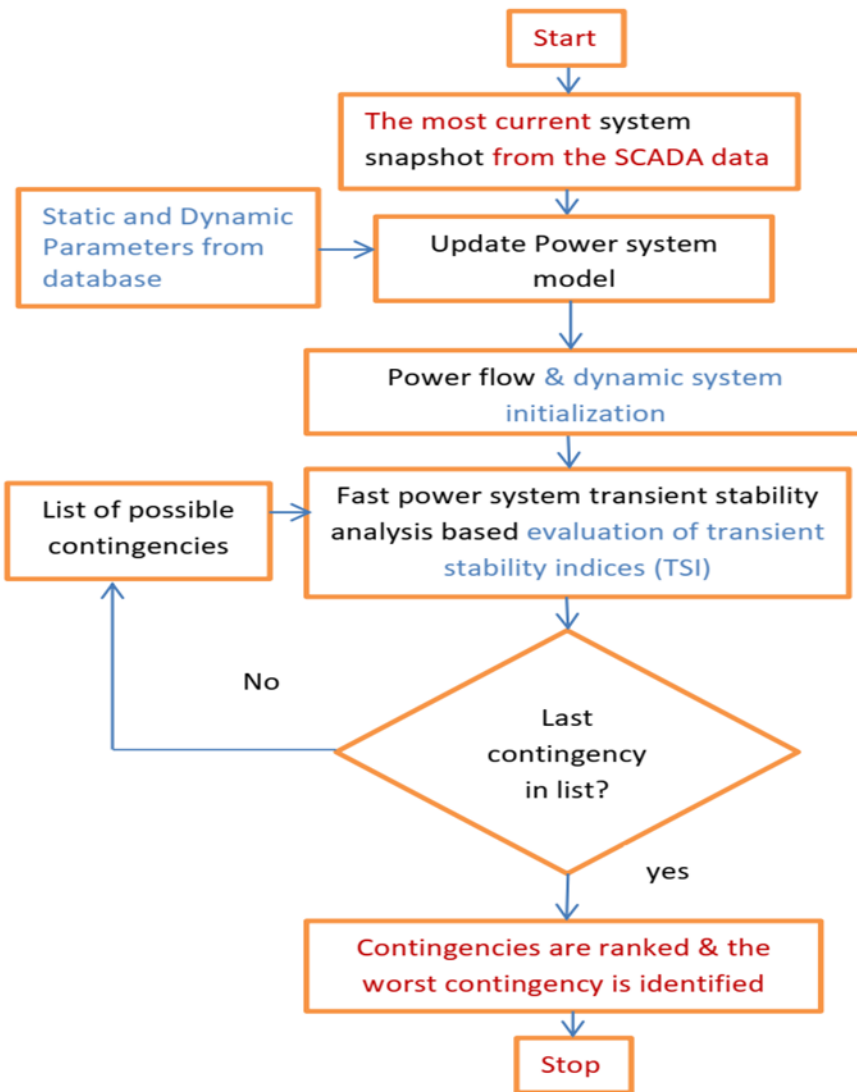 Start
The most current system
snapshot from the SCADA data
Static and Dynamic
Parameters from
database
Update Power system
model
Power flow & dynamic system
initialization
List of possible
contingencies
Fast power system transient stability
analysis based evaluation of transient
stability indices (TSI)
No
Last
contingency
in list?
yes
Contingencies are ranked & the
worst contingency is identified
Stop